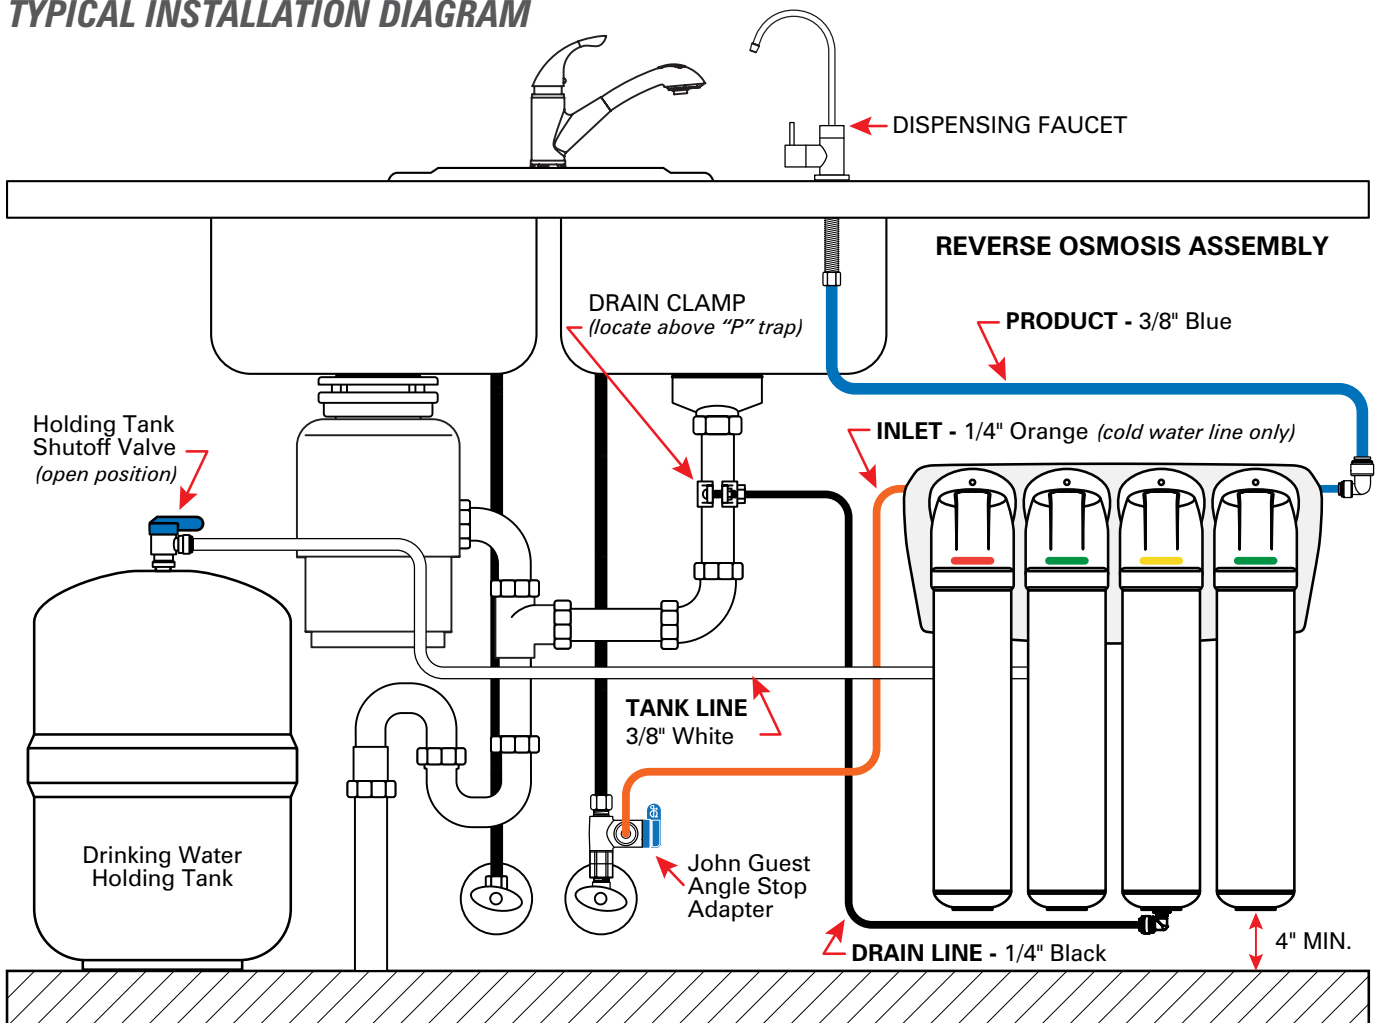 TYPICAL INSTALLATION DIAGRAM
DISPENSING FAUCET
REVERSE OSMOSIS ASSEMBLY
DRAIN CLAMP
(locate above “P” trap)
PRODUCT - 3/8" Blue
Holding Tank
Shutoff Valve
(open position)
INLET - 1/4" Orange (cold water line only)
TANK LINE
3/8" White
Drinking Water
Holding Tank
John Guest
Angle Stop
Adapter
DRAIN LINE - 1/4" Black
4" MIN.